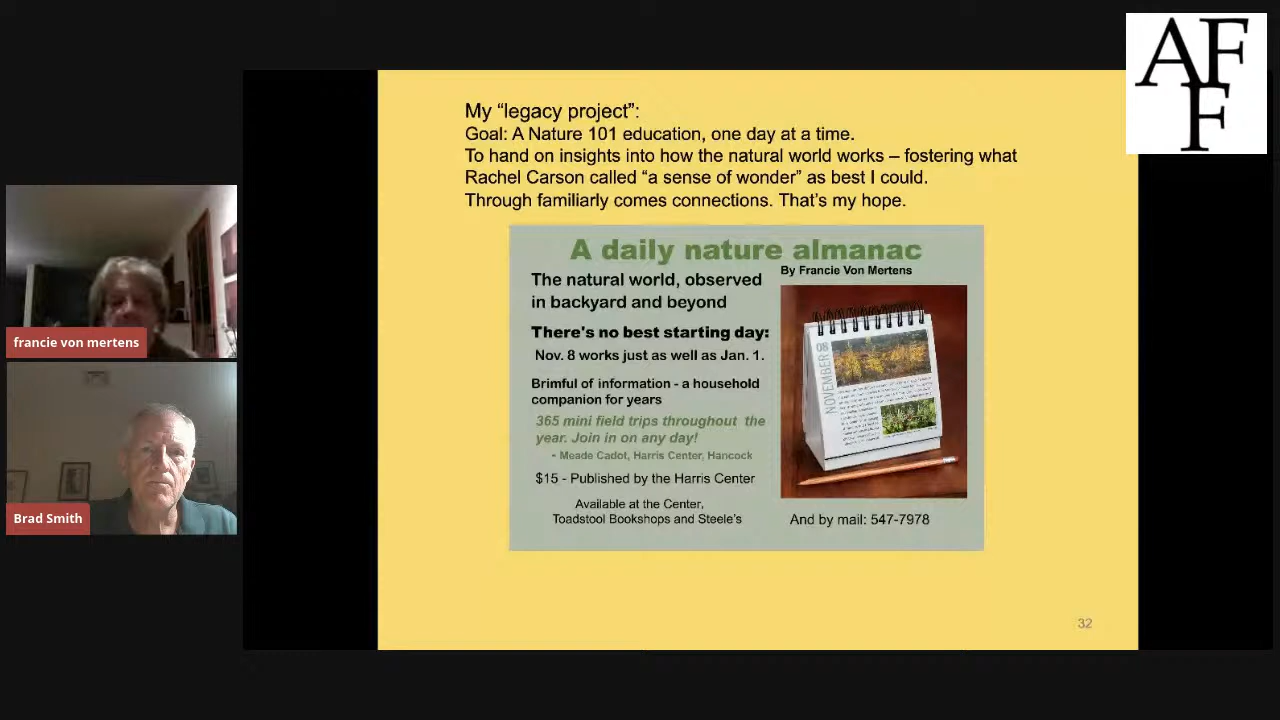 AF
F
My “legacy project”:
Goal: A Nature 101 education, one day at a time.
To hand on insights into how the natural world works – fostering what
Rachel Carson called “a sense of wonder” as best I could.
Through familiarly comes connections. That’s my hope.
A daily nature almanac
By Francie Von Mertens
The natural world, observed
in backyard and beyond
There's no best starting day:
Nov. 8 works just as well as Jan. 1.
Brimful of information - a household
companion for years
365 mini field trips throughout the
year. Join in on any day!
- Meade Cadot, Harris Center, Hancock
$15 - Published by the Harris Center
Available at the Center,
Toadstool Bookshops and Steele’s
NOVEMBER 08
And by mail: 547-7978
francie von mertens
Brad Smith
32